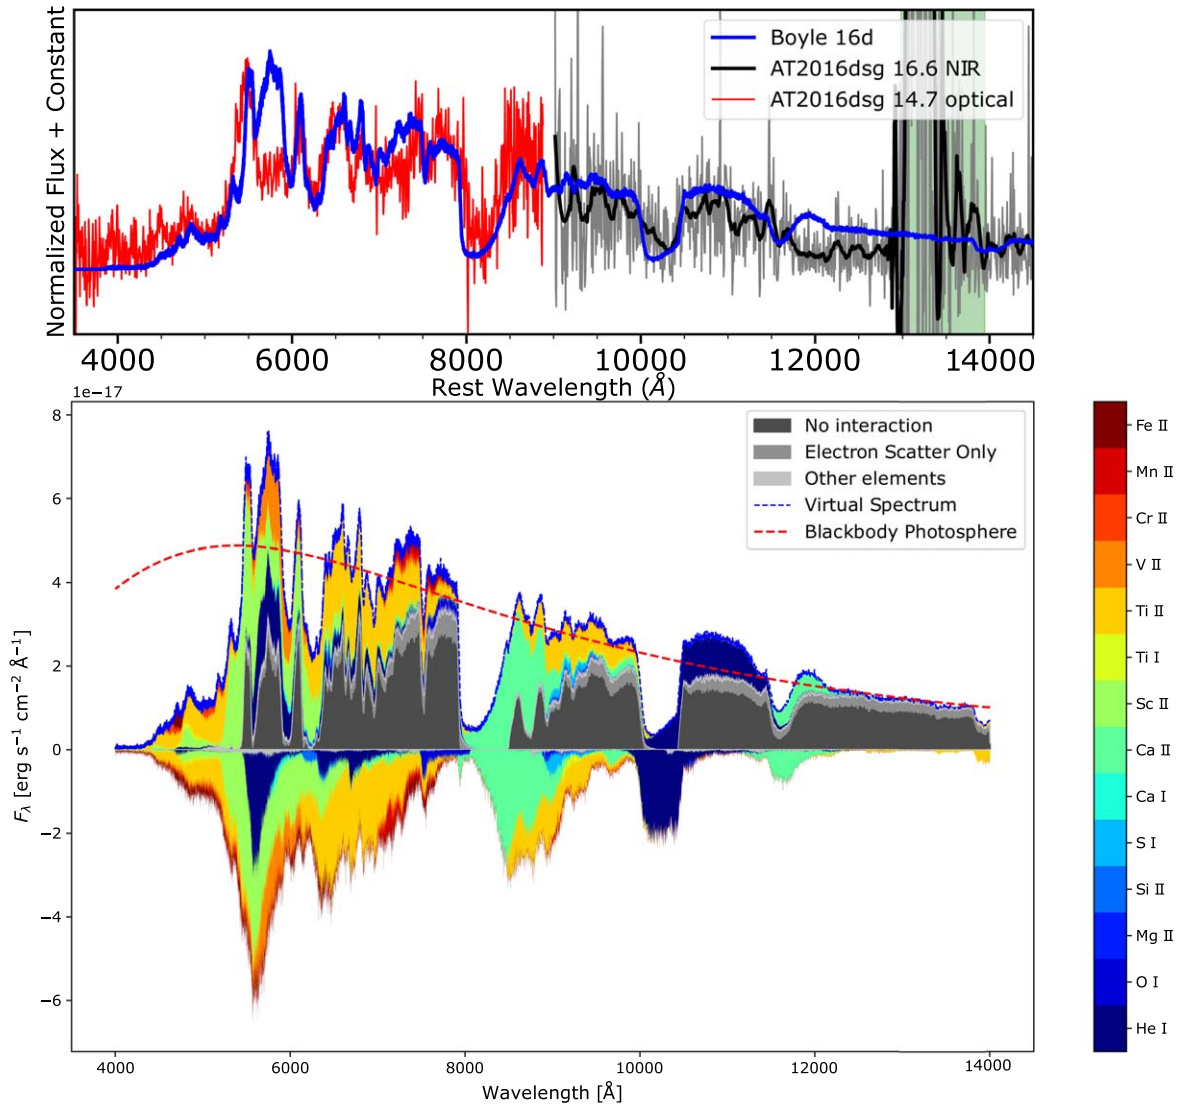 Normalized Flux + Constant
Boyle 16d
AT2016dsg 16.6 NIR
AT2016dsg 14.7 optical
4000 6000 8000 10000 12000 14000
Rest Wavelength (Å)
1e−17
No interaction
Electron Scatter Only
Other elements
Virtual Spectrum
Blackbody Photosphere
8
6
4
2
0
−2
−4
−6
F_λ [erg s⁻¹ cm⁻² Å⁻¹]
4000 6000 8000 10000 12000 14000
Wavelength [Å]
Fe II
Mn II
Cr II
V II
Ti II
Ti I
Sc II
Ca II
Ca I
S I
Si II
Mg II
O I
He I